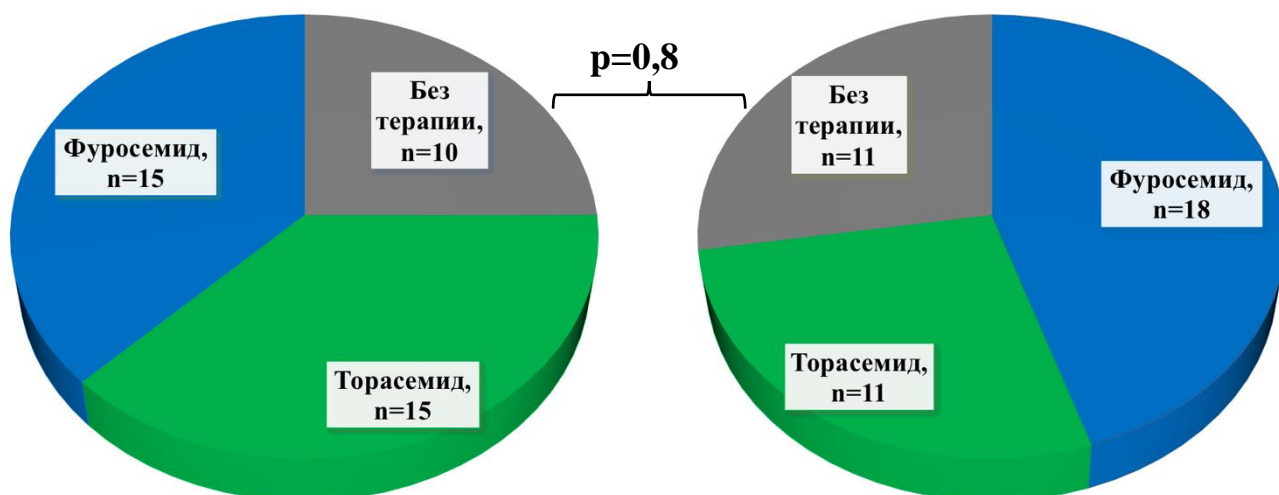 p=0,8
Без
терапии,
n=10
Фуросемид,
n=15
Торасемид,
n=15
Без
терапии,
n=11
Фуросемид,
n=18
Торасемид,
n=11